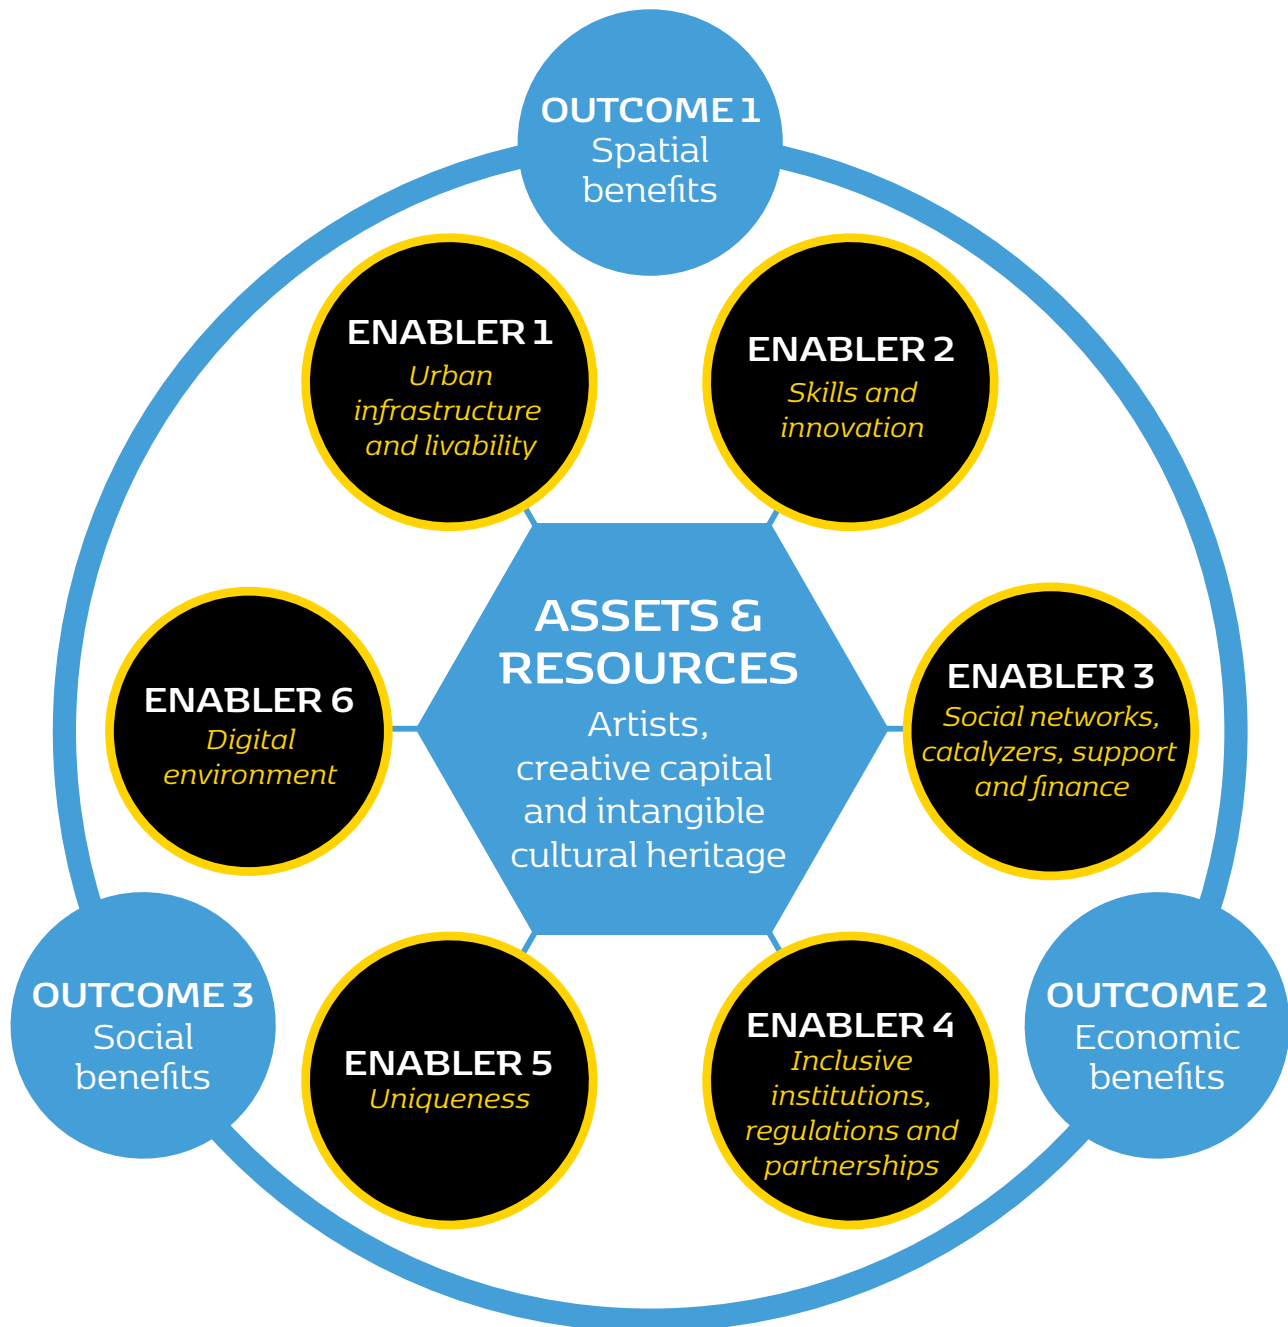 OUTCOME 1
Spatial
benefits
ENABLER 1
Urban
infrastructure
and livability
ENABLER 2
Skills and
innovation
ASSETS &
RESOURCES
Artists,
creative capital
and intangible
cultural heritage
ENABLER 3
Social networks,
catalyzers, support
and finance
ENABLER 6
Digital
environment
OUTCOME 3
Social
benefits
OUTCOME 2
Economic
benefits
ENABLER 5
Uniqueness
ENABLER 4
Inclusive
institutions,
regulations and
partnerships